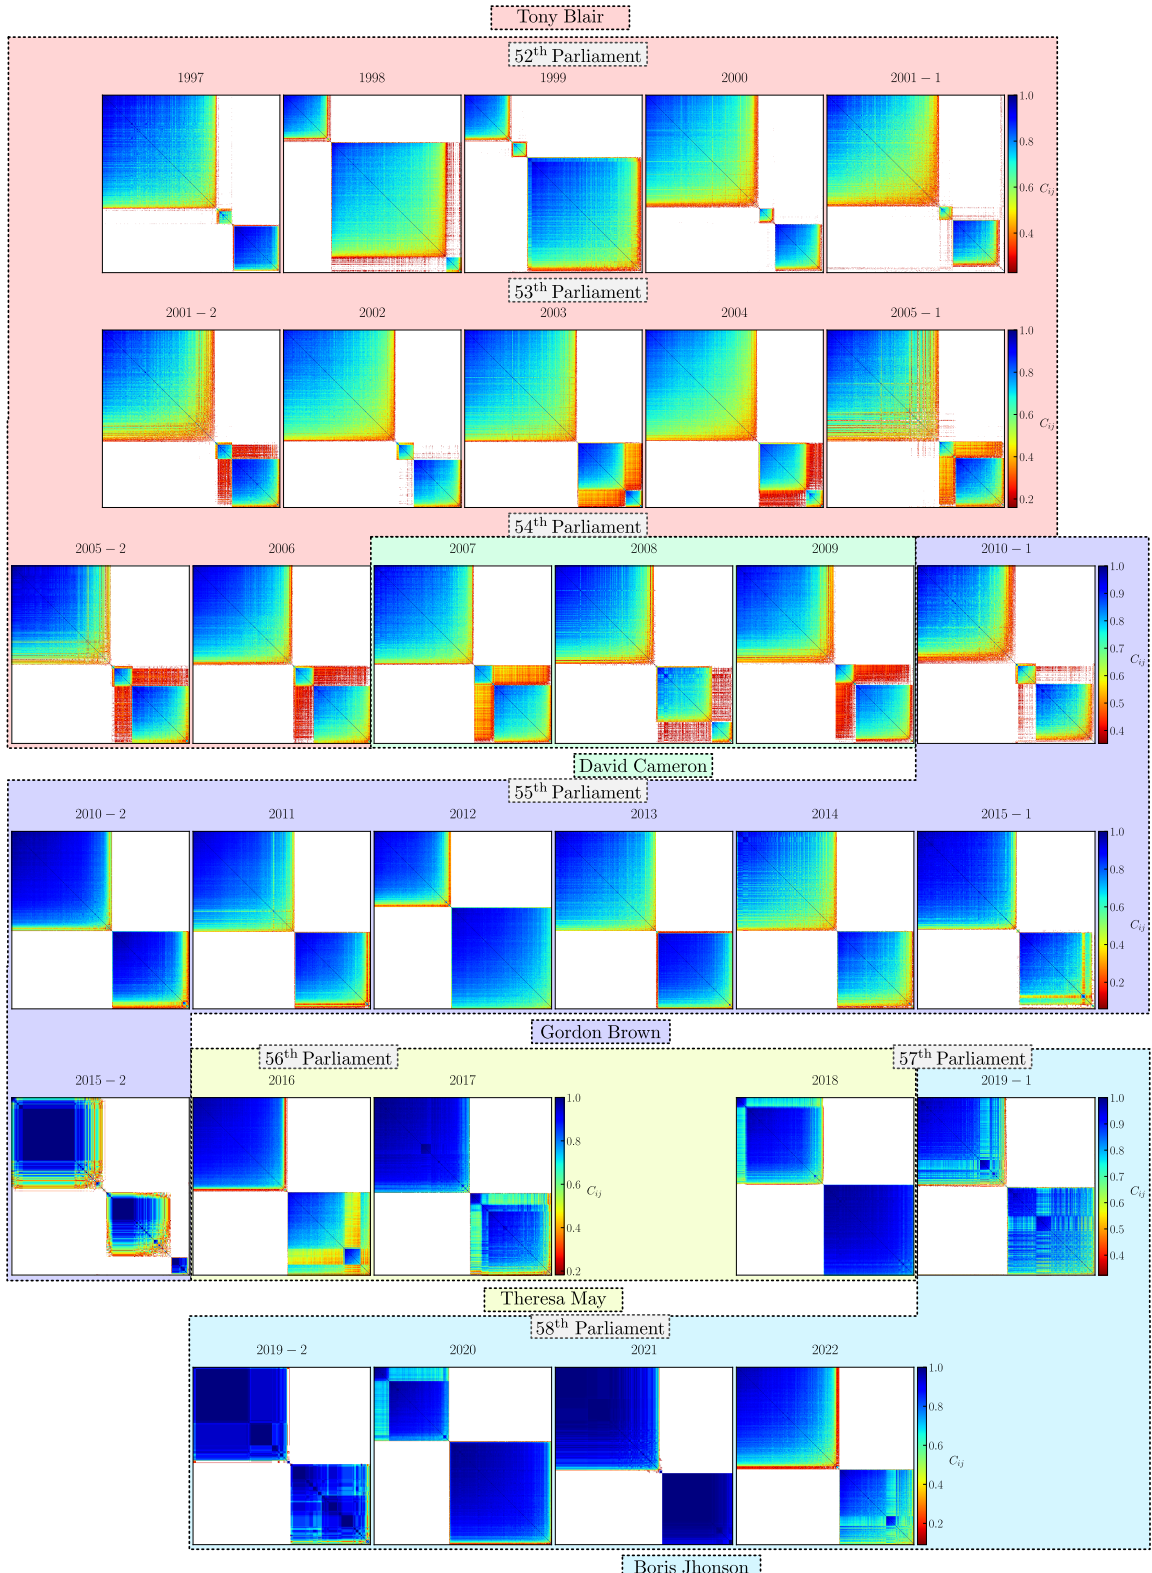 Tony Blair
52th Parliament
1997 1998 1999 2000 2001 − 1
1.0
0.8
0.6
0.4
Cij
53th Parliament
2001 − 2 2002 2003 2004 2005 − 1
1.0
0.8
0.6
0.4
0.2
Cij
54th Parliament
2005 − 2 2006 2007 2008 2009 2010 − 1
1.0
0.9
0.8
0.7
0.6
0.5
0.4
Cij
David Cameron
55th Parliament
2010 − 2 2011 2012 2013 2014 2015 − 1
1.0
0.8
0.6
0.4
0.2
Cij
Gordon Brown
56th Parliament 57th Parliament
2015 − 2 2016 2017 2018 2019 − 1
1.0
0.8
0.6
0.4
0.2
Cij
1.0
0.9
0.8
0.7
0.6
0.5
0.4
Cij
Theresa May
58th Parliament
2019 − 2 2020 2021 2022
1.0
0.8
0.6
0.4
0.2
Cij
Boris Jhonson